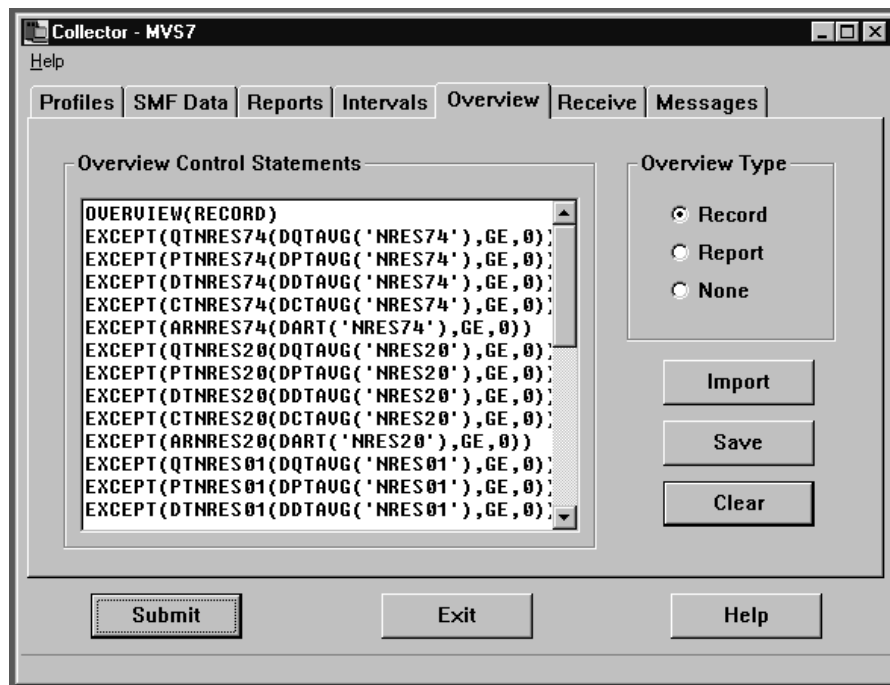 Collector - MVS7
Help
Profiles SMF Data Reports Intervals Overview Receive Messages
Overview Control Statements
OVERVIEW(RECORD)
EXCEPT(QTNRES74(DQTAVG('NRES74'),GE,0))
EXCEPT(PTNRES74(DPTAVG('NRES74'),GE,0))
EXCEPT(DTNRES74(DDTAVG('NRES74'),GE,0))
EXCEPT(CTNRES74(DCTAVG('NRES74'),GE,0))
EXCEPT(ARNRES74(DART('NRES74'),GE,0))
EXCEPT(QTNRES20(DQTAVG('NRES20'),GE,0))
EXCEPT(PTNRES20(DPTAVG('NRES20'),GE,0))
EXCEPT(DTNRES20(DDTAVG('NRES20'),GE,0))
EXCEPT(CTNRES20(DCTAVG('NRES20'),GE,0))
EXCEPT(ARNRES20(DART('NRES20'),GE,0))
EXCEPT(QTNRES01(DQTAVG('NRES01'),GE,0))
EXCEPT(PTNRES01(DPTAVG('NRES01'),GE,0))
EXCEPT(DTNRES01(DDTAVG('NRES01'),GE,0))
Overview Type
Record
Report
None
Import
Save
Clear
Submit Exit Help